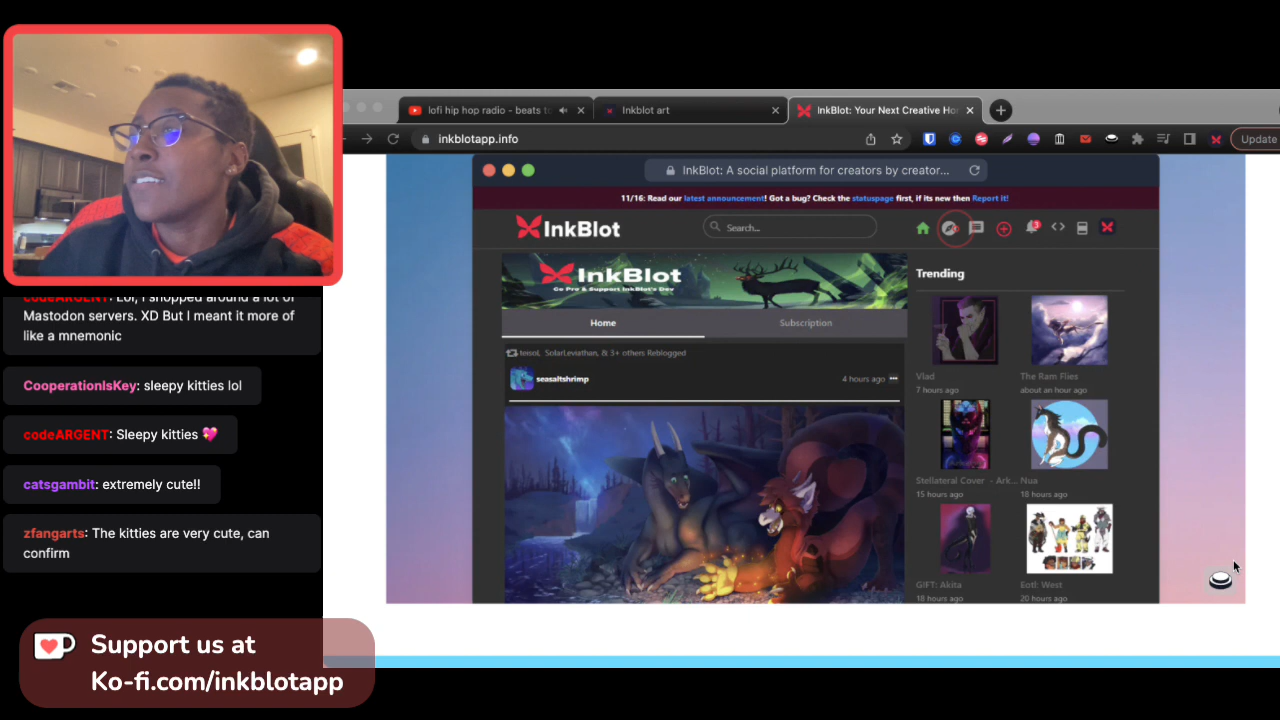 lofi hip hop radio - beats to
Inkblot art
InkBlot: Your Next Creative Ho
inkblotapp.info
Update
InkBlot: A social platform for creators by creator...
11/16: Read our latest announcement! Got a bug? Check the statuspage first, if its new then Report it!
InkBlot
Search...
InkBlot
Go Pro & Support InkBlot's Dev
Home
Subscription
teisol, SolarLeviathan, & 3+ others Reblogged
seasaltshrimp
4 hours ago
Trending
Vlad
7 hours ago
The Ram Flies
about an hour ago
Stellateral Cover - Ark...
15 hours ago
Nua
18 hours ago
GIFT: Akita
18 hours ago
Eotl: West
20 hours ago
codeARGENT: Lol, I shopped around a lot of
Mastodon servers. XD But I meant it more of
like a mnemonic
CooperationIsKey: sleepy kitties lol
codeARGENT: Sleepy kitties 💖
catsgambit: extremely cute!!
zfangarts: The kitties are very cute, can
confirm
Support us at
Ko-fi.com/inkblotapp